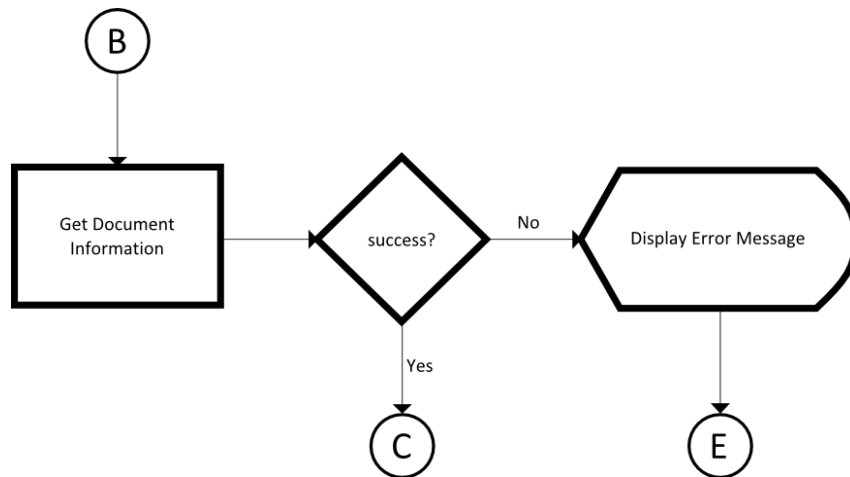 B
Get Document
Information
success?
No
Display Error Message
Yes
C
E